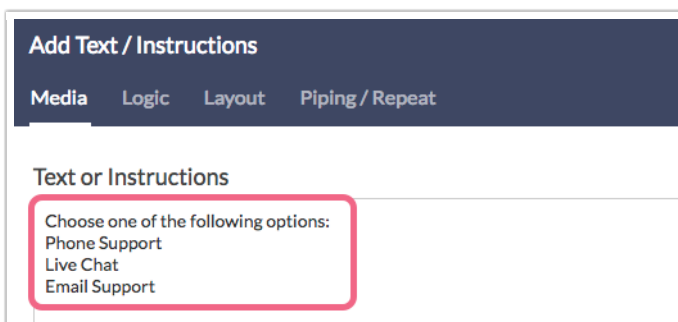 Add Text / Instructions
Media Logic Layout Piping / Repeat
Text or Instructions
Choose one of the following options:
Phone Support
Live Chat
Email Support